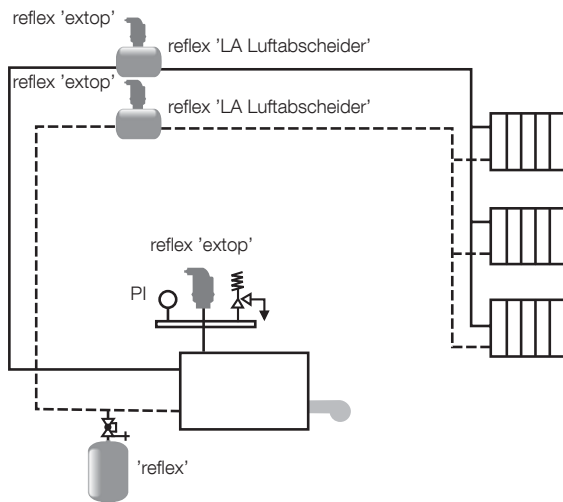 reflex ’extop’
reflex ’LA Luftabscheider’
reflex ’extop’
reflex ’LA Luftabscheider’
reflex ’extop’
PI
’reflex’